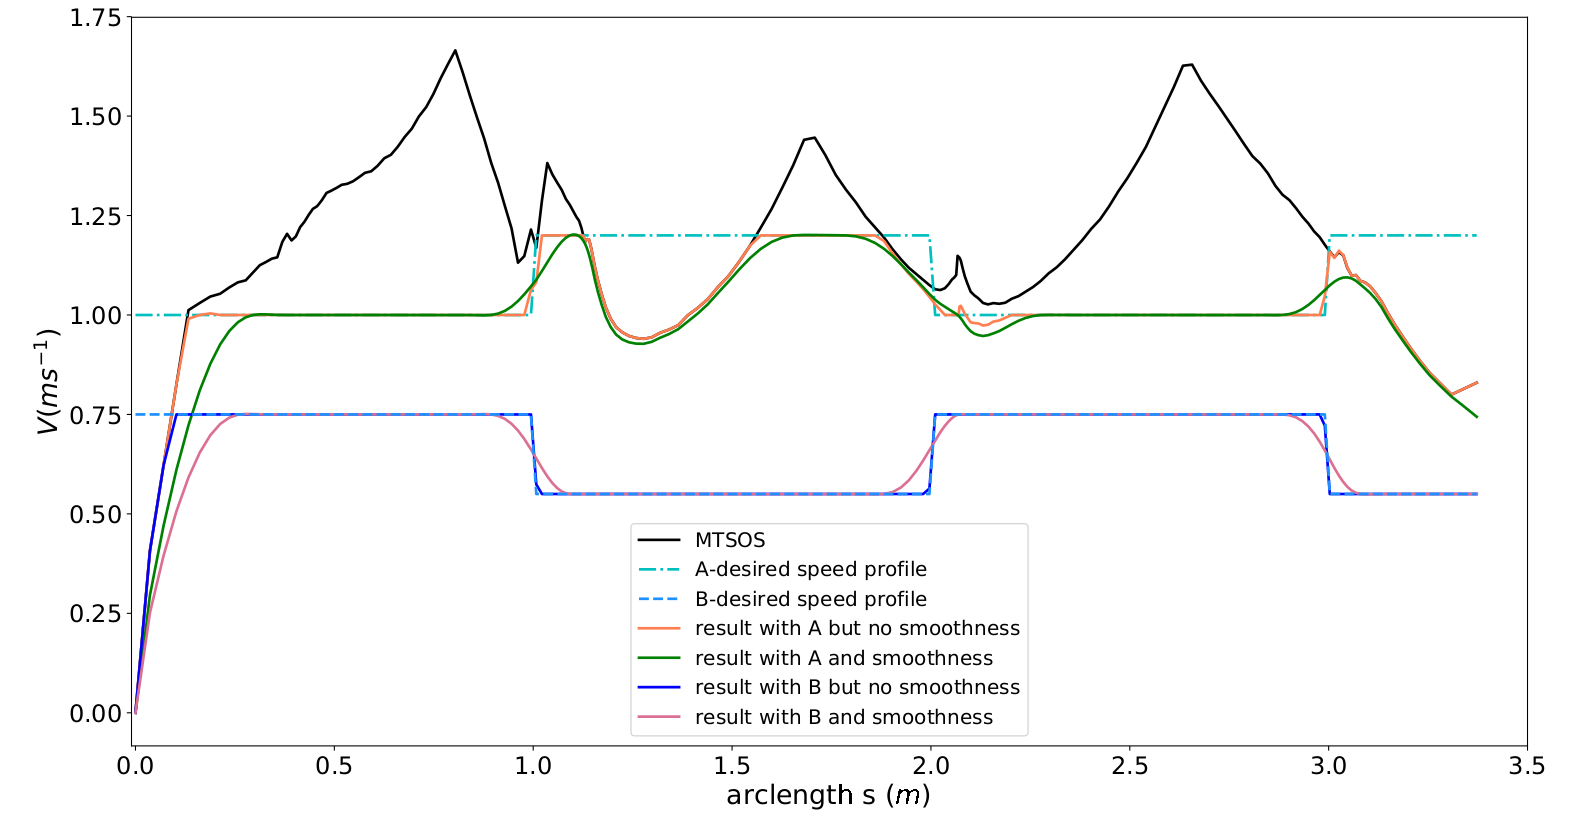 1.75
1.50
1.25
1.00
0.75
0.50
0.25
0.00
V(ms⁻¹)
MTSOS
A-desired speed profile
B-desired speed profile
result with A but no smoothness
result with A and smoothness
result with B but no smoothness
result with B and smoothness
0.0 0.5 1.0 1.5 2.0 2.5 3.0 3.5
arclength s (m)